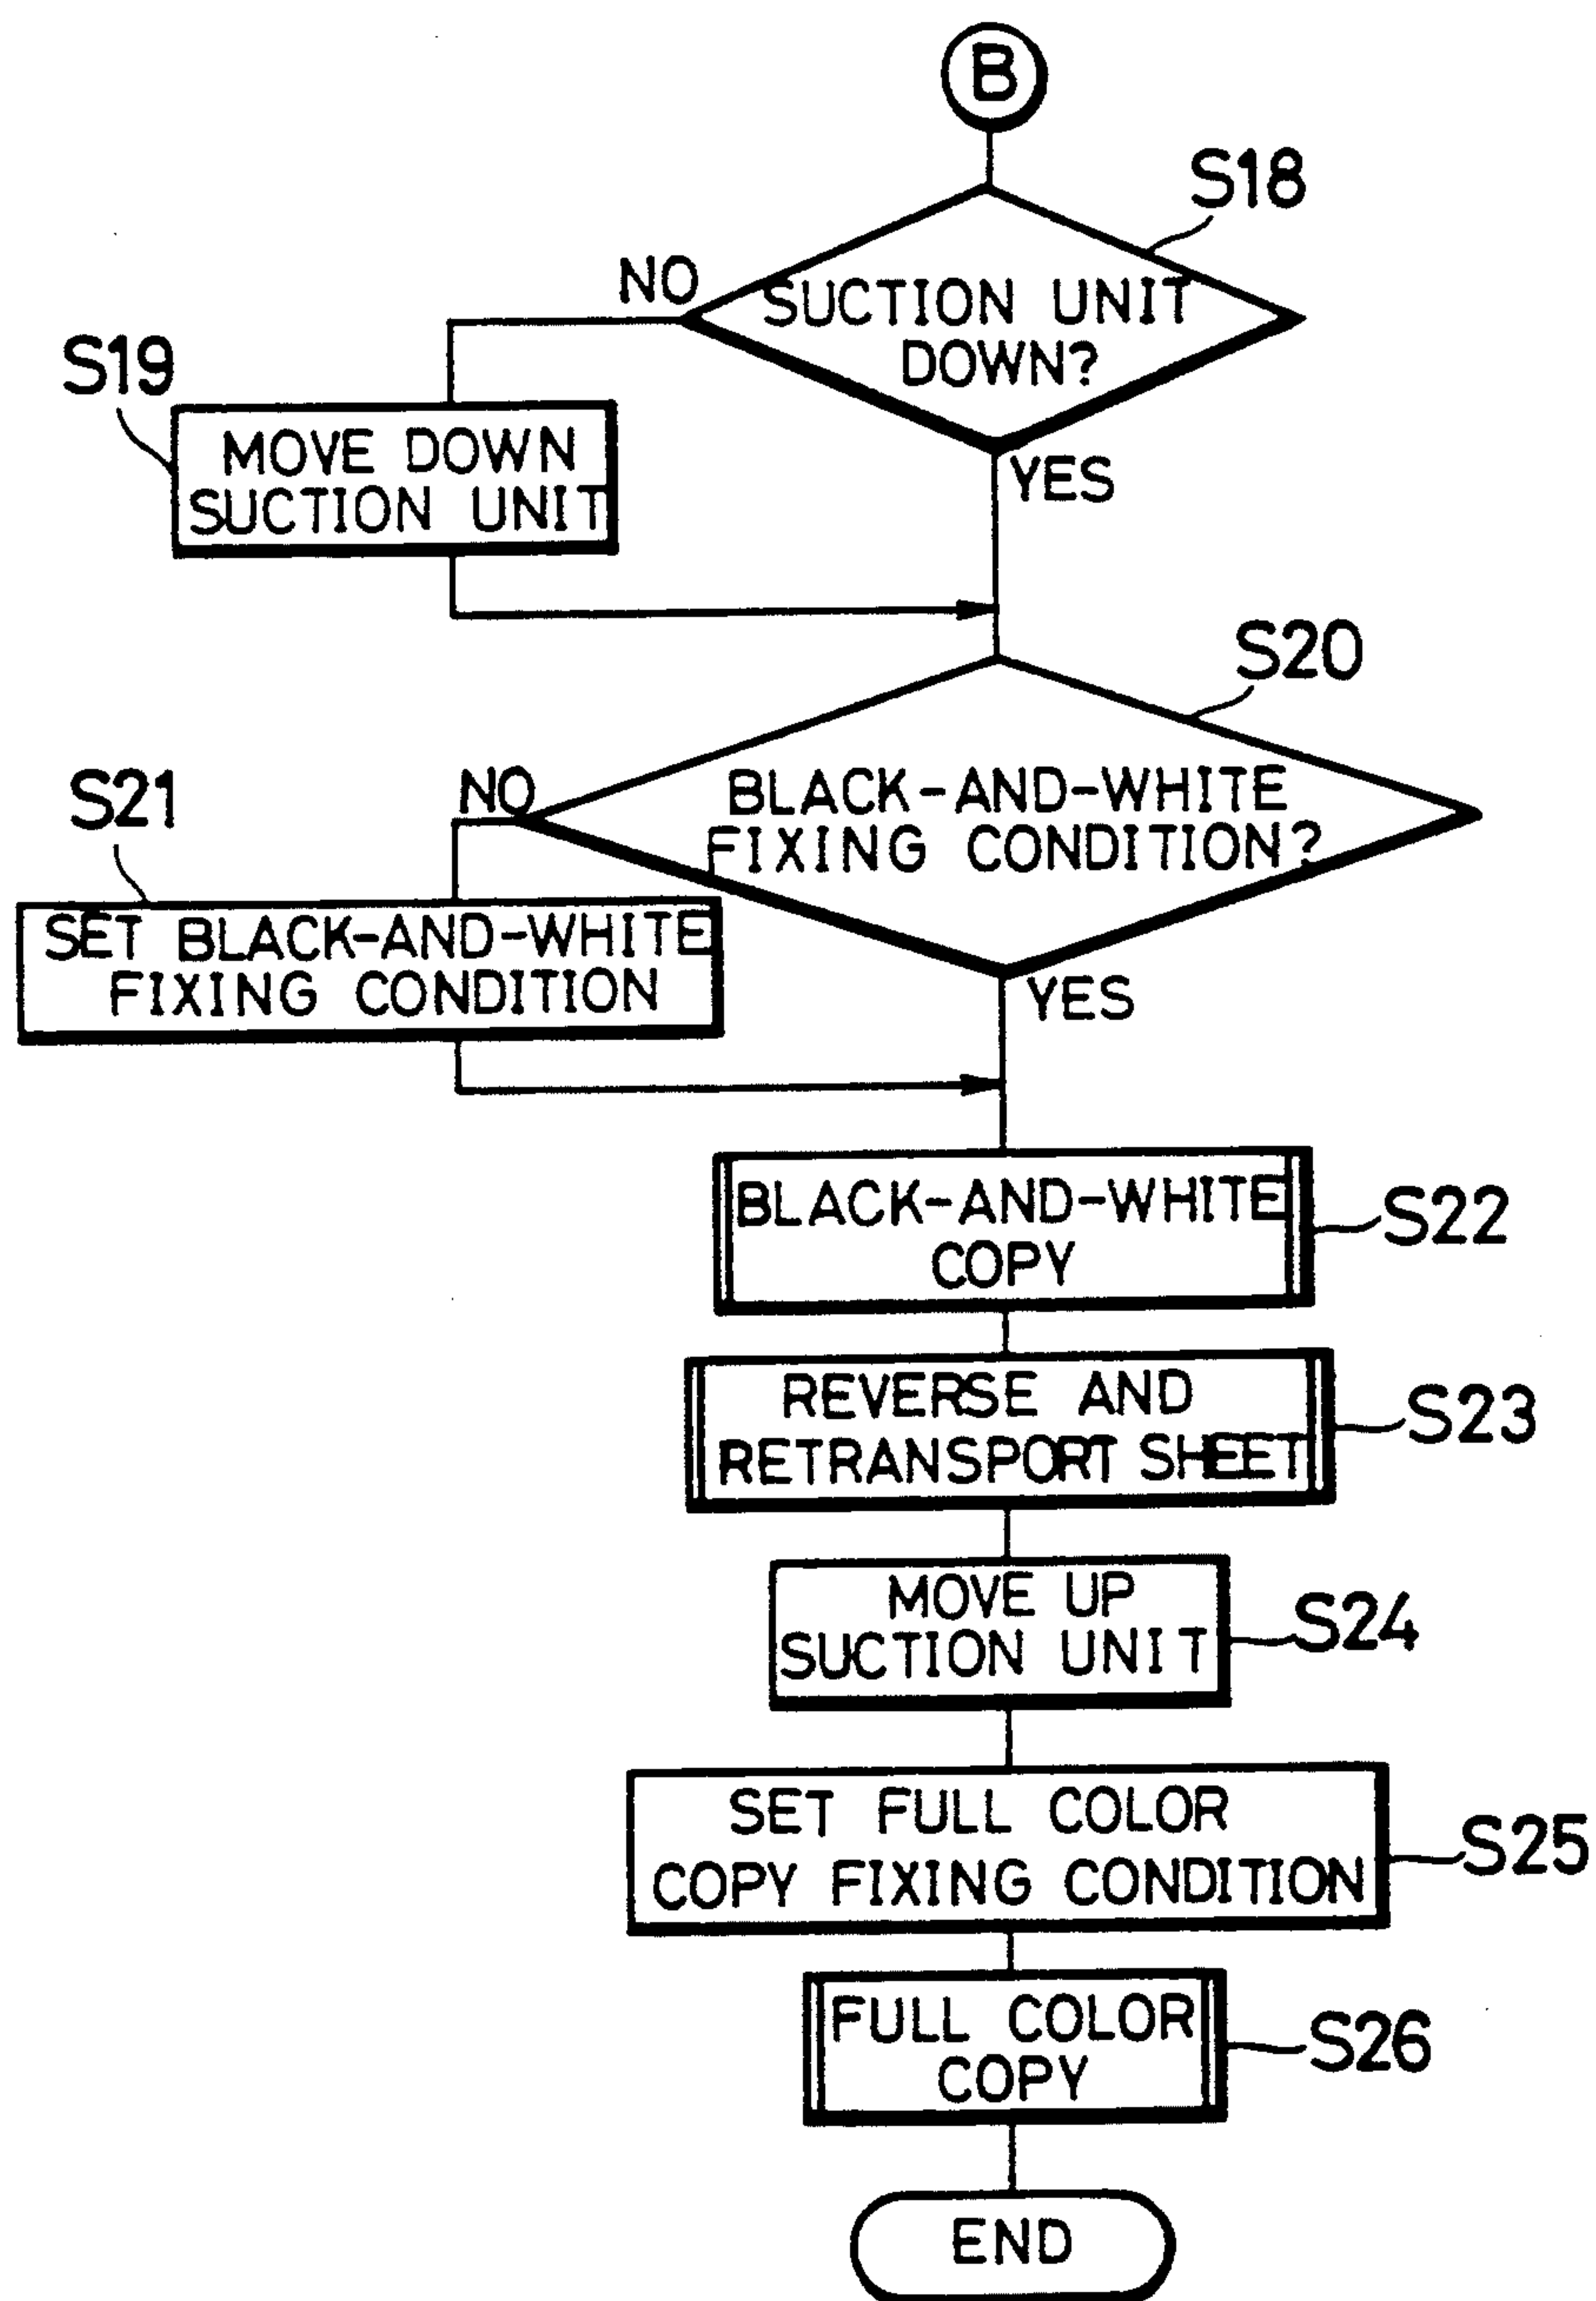 B
S18
NO
SUCTION UNIT
DOWN?
S19
MOVE DOWN
SUCTION UNIT
YES
S20
NO
BLACK-AND-WHITE
FIXING CONDITION?
S21
SET BLACK-AND-WHITE
FIXING CONDITION
YES
BLACK-AND-WHITE
COPY
S22
REVERSE AND
RETRANSPORT SHEET
S23
MOVE UP
SUCTION UNIT
S24
SET FULL COLOR
COPY FIXING CONDITION
S25
FULL COLOR
COPY
S26
END